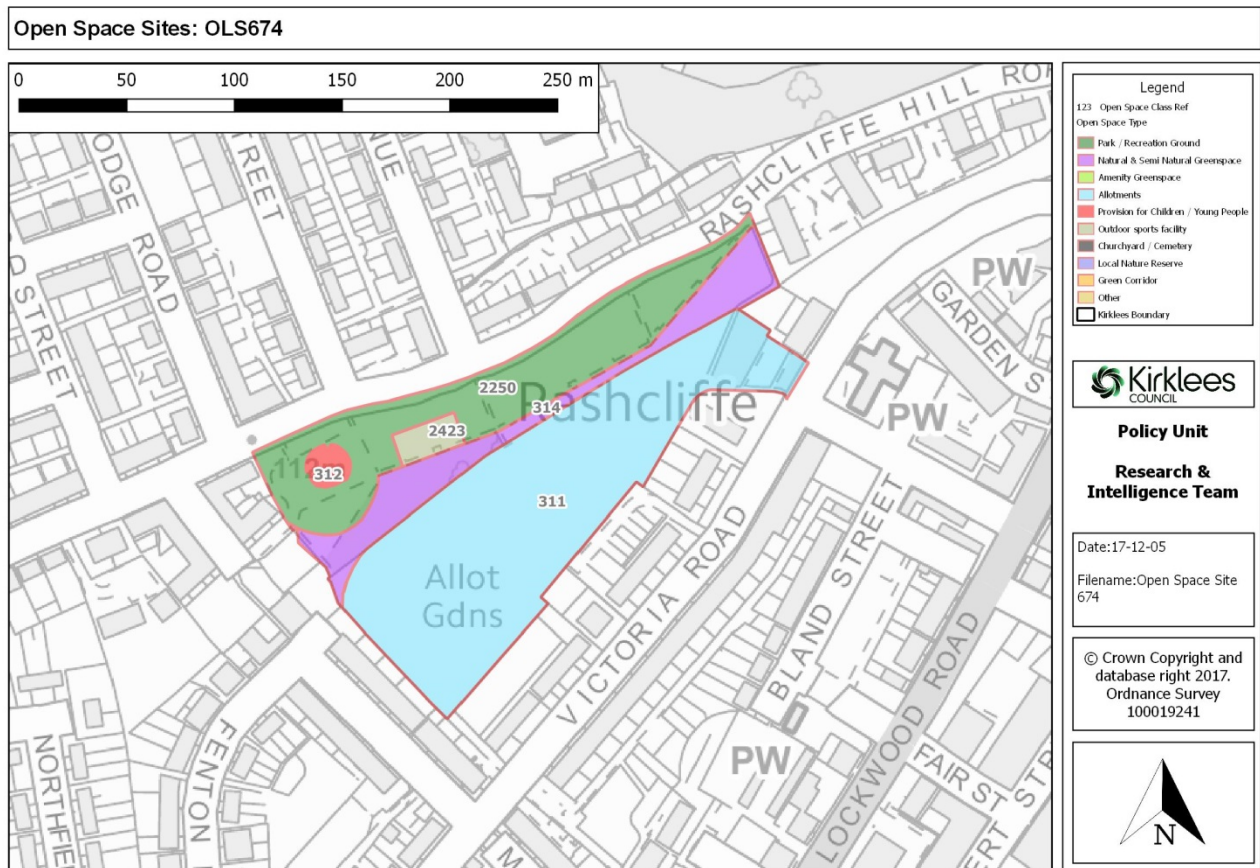 Open Space Sites: OLS674
0 50 100 150 200 250 m
RASHCLIFFE HILL ROA
ODGE ROAD
STREET
NUE
D STREET
PW
GARDEN S
PW
Rashcliffe
2250
314
2423
112
312
311
Allot
Gdns
VICTORIA ROAD
BLAND STREET
LOCKWOOD ROAD
FENTON
NORTHFIE
PW
FAIR ST
STR
ERT
M
Legend
123 Open Space Class Ref
Open Space Type
Park / Recreation Ground
Natural & Semi Natural Greenspace
Amenity Greenspace
Allotments
Provision for Children / Young People
Outdoor sports facility
Churchyard / Cemetery
Local Nature Reserve
Green Corridor
Other
Kirklees Boundary
Kirklees
COUNCIL
Policy Unit
Research &
Intelligence Team
Date:17-12-05
Filename:Open Space Site
674
© Crown Copyright and
database right 2017.
Ordnance Survey
100019241
N